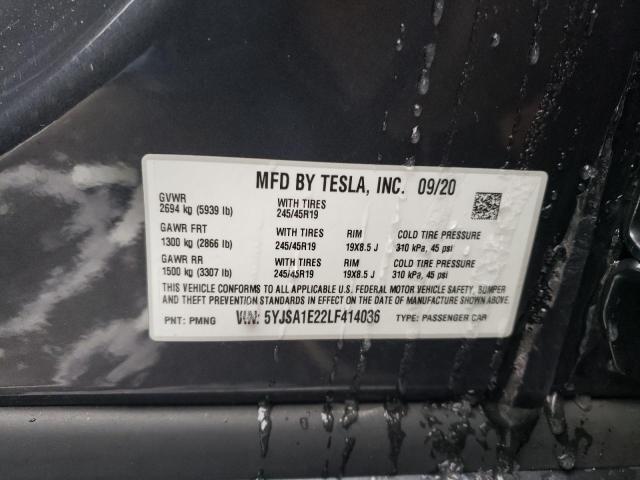 MFD BY TESLA, INC. 09/20
GVWR
2694 kg (5939 lb)
WITH TIRES
245/45R19
GAWR FRT
1300 kg (2866 lb)
WITH TIRES
245/45R19
RIM
19X8.5 J
COLD TIRE PRESSURE
310 kPa, 45 psi
GAWR RR
1500 kg (3307 lb)
WITH TIRES
245/45R19
RIM
19X8.5 J
COLD TIRE PRESSURE
310 kPa, 45 psi
THIS VEHICLE CONFORMS TO ALL APPLICABLE U.S. FEDERAL MOTOR VEHICLE SAFETY, BUMPER
AND THEFT PREVENTION STANDARDS IN EFFECT ON THE DATE OF MANUFACTURE SHOWN ABOVE.
PNT: PMNG VIN: 5YJSA1E22LF414036 TYPE: PASSENGER CAR